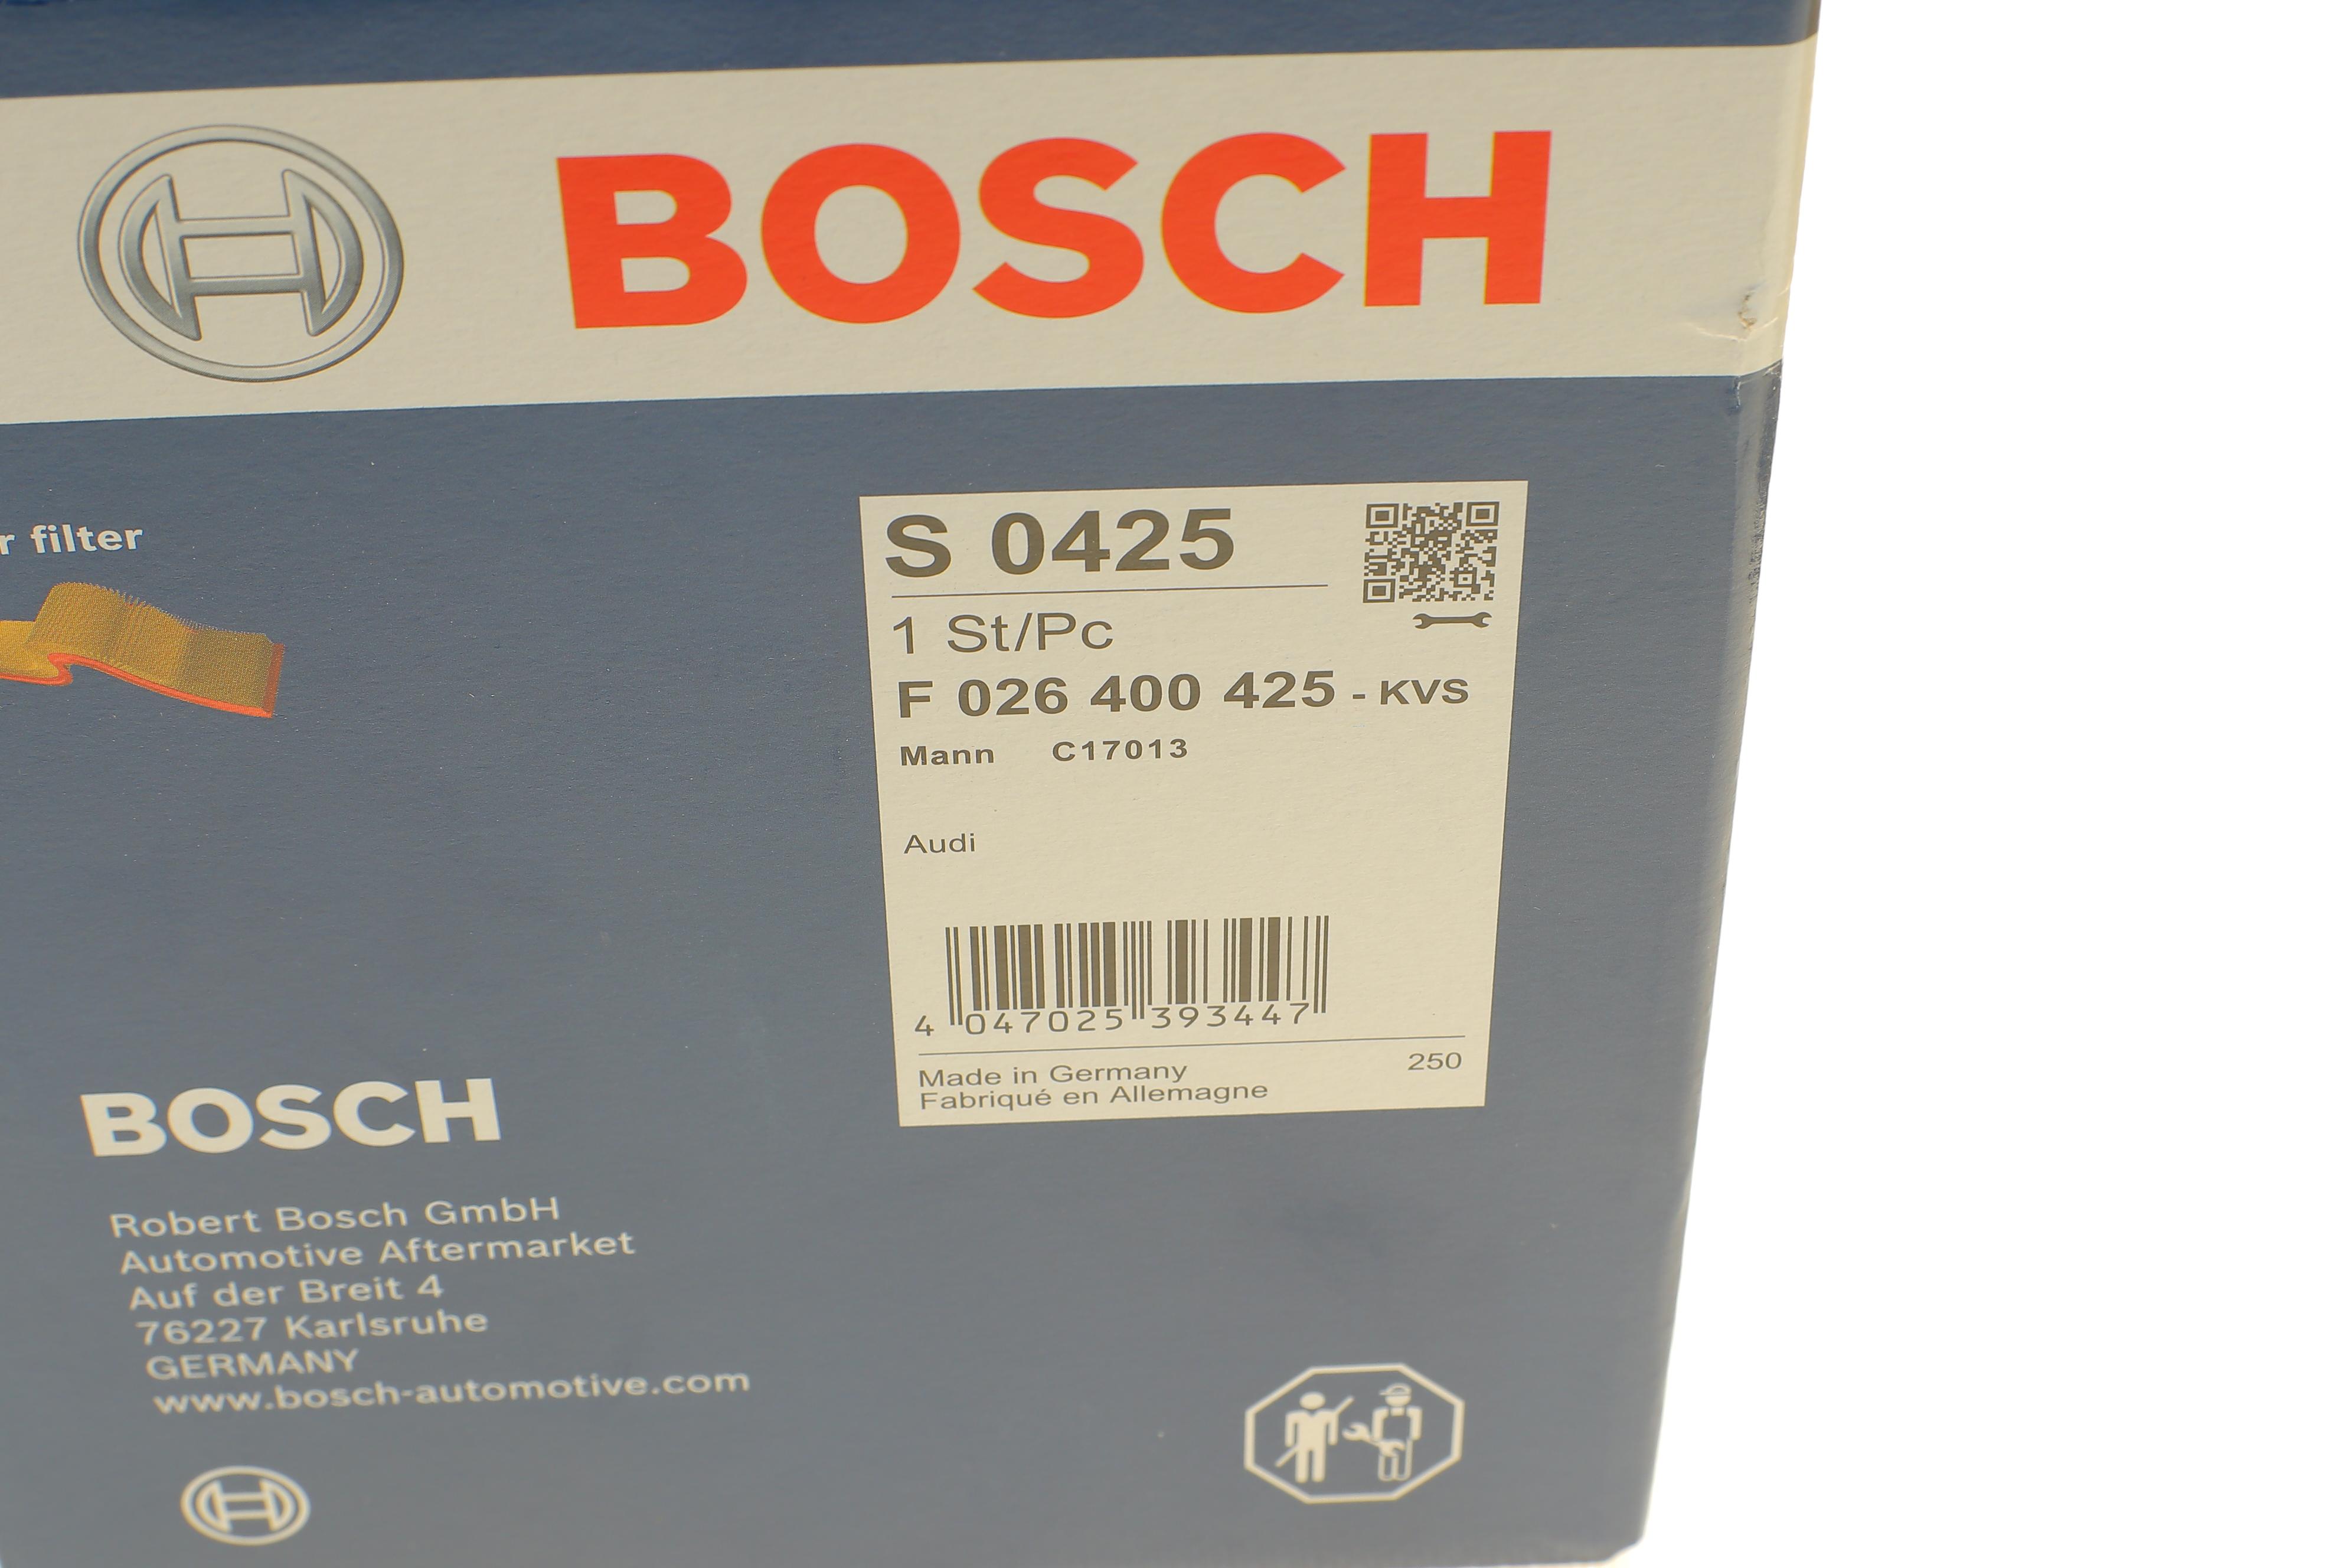 BOSCH
r filter
S 0425
1 St/Pc
F 026 400 425 - KVS
Mann C17013
Audi
4 047025 393447
Made in Germany 250
Fabriqué en Allemagne
BOSCH
Robert Bosch GmbH
Automotive Aftermarket
Auf der Breit 4
76227 Karlsruhe
GERMANY
www.bosch-automotive.com